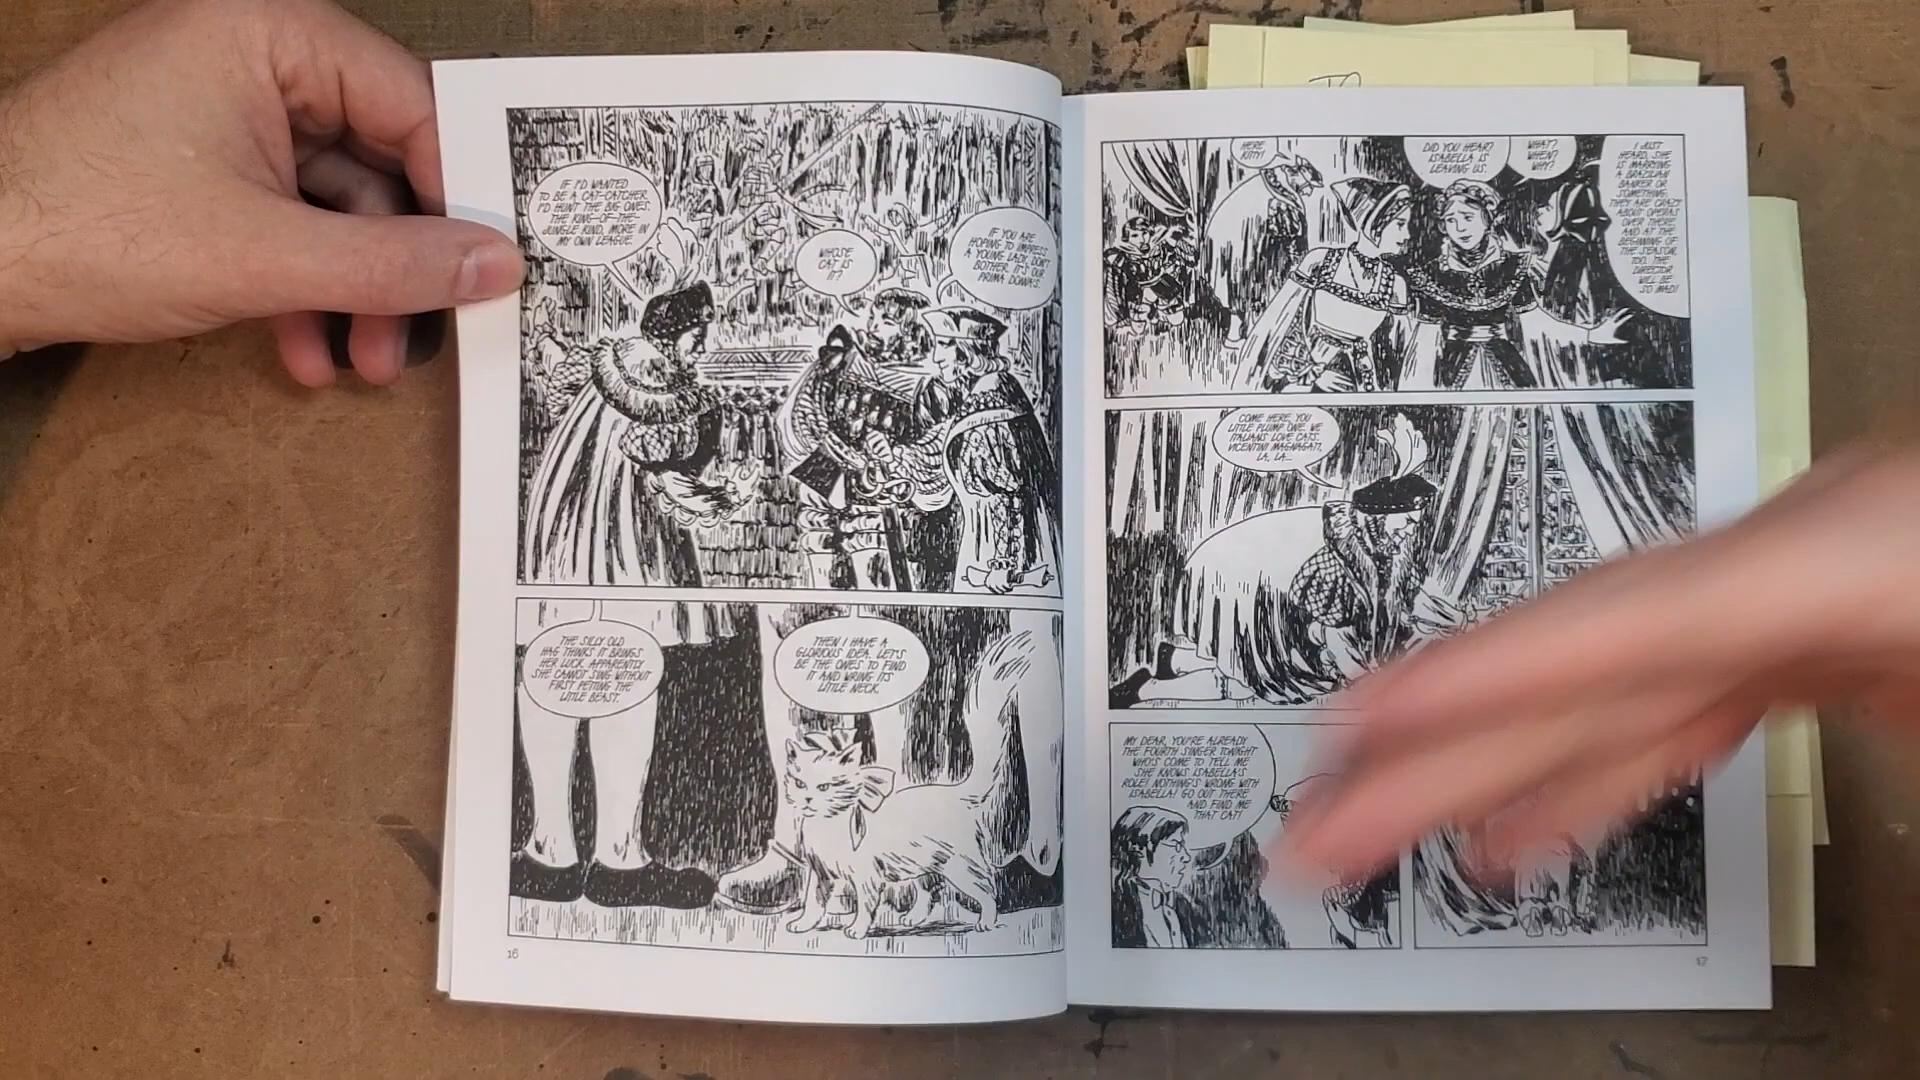 IF I'D WANTED
TO BE A CAT-CATCHER,
I'D HUNT THE BIG ONES,
THE KING-OF-THE-
JUNGLE KIND, MORE IN
MY OWN LEAGUE.
WHOSE
CAT IS
IT?
IF YOU ARE
HOPING TO IMPRESS
A YOUNG LADY, DON'T
BOTHER. IT'S OUR
PRIMA DONNA'S.
THE SILLY OLD
HAG THINKS IT BRINGS
HER LUCK. APPARENTLY
SHE CANNOT SING WITHOUT
FIRST PETTING THE
LITTLE BEAST.
THEN I HAVE A
GLORIOUS IDEA. LET'S
BE THE ONES TO FIND
IT AND WRING ITS
LITTLE NECK.
16
HERE
KITTY!
DID YOU HEAR?
ISABELLA IS
LEAVING US.
WHAT?
WHEN?
WHY?
I JUST
HEARD, SHE
IS MARRYING
A BRAZILIAN
BANKER OR
SOMETHING.
THEY ARE CRAZY
ABOUT OPERAS
OVER THERE.
AND AT THE
BEGINNING OF
THE SEASON,
TOO. THE
DIRECTOR
WILL BE
SO MAD!
COME HERE, YOU
LITTLE PLUMP ONE. WE
ITALIANS LOVE CATS.
VICENTINI MAGNAGATI,
LA, LA...
MY DEAR, YOU'RE ALREADY
THE FOURTH SINGER TONIGHT
WHO'S COME TO TELL ME
SHE KNOWS ISABELLA'S
ROLE! NOTHING'S WRONG WITH
ISABELLA! GO OUT THERE
AND FIND ME
THAT CAT!
17